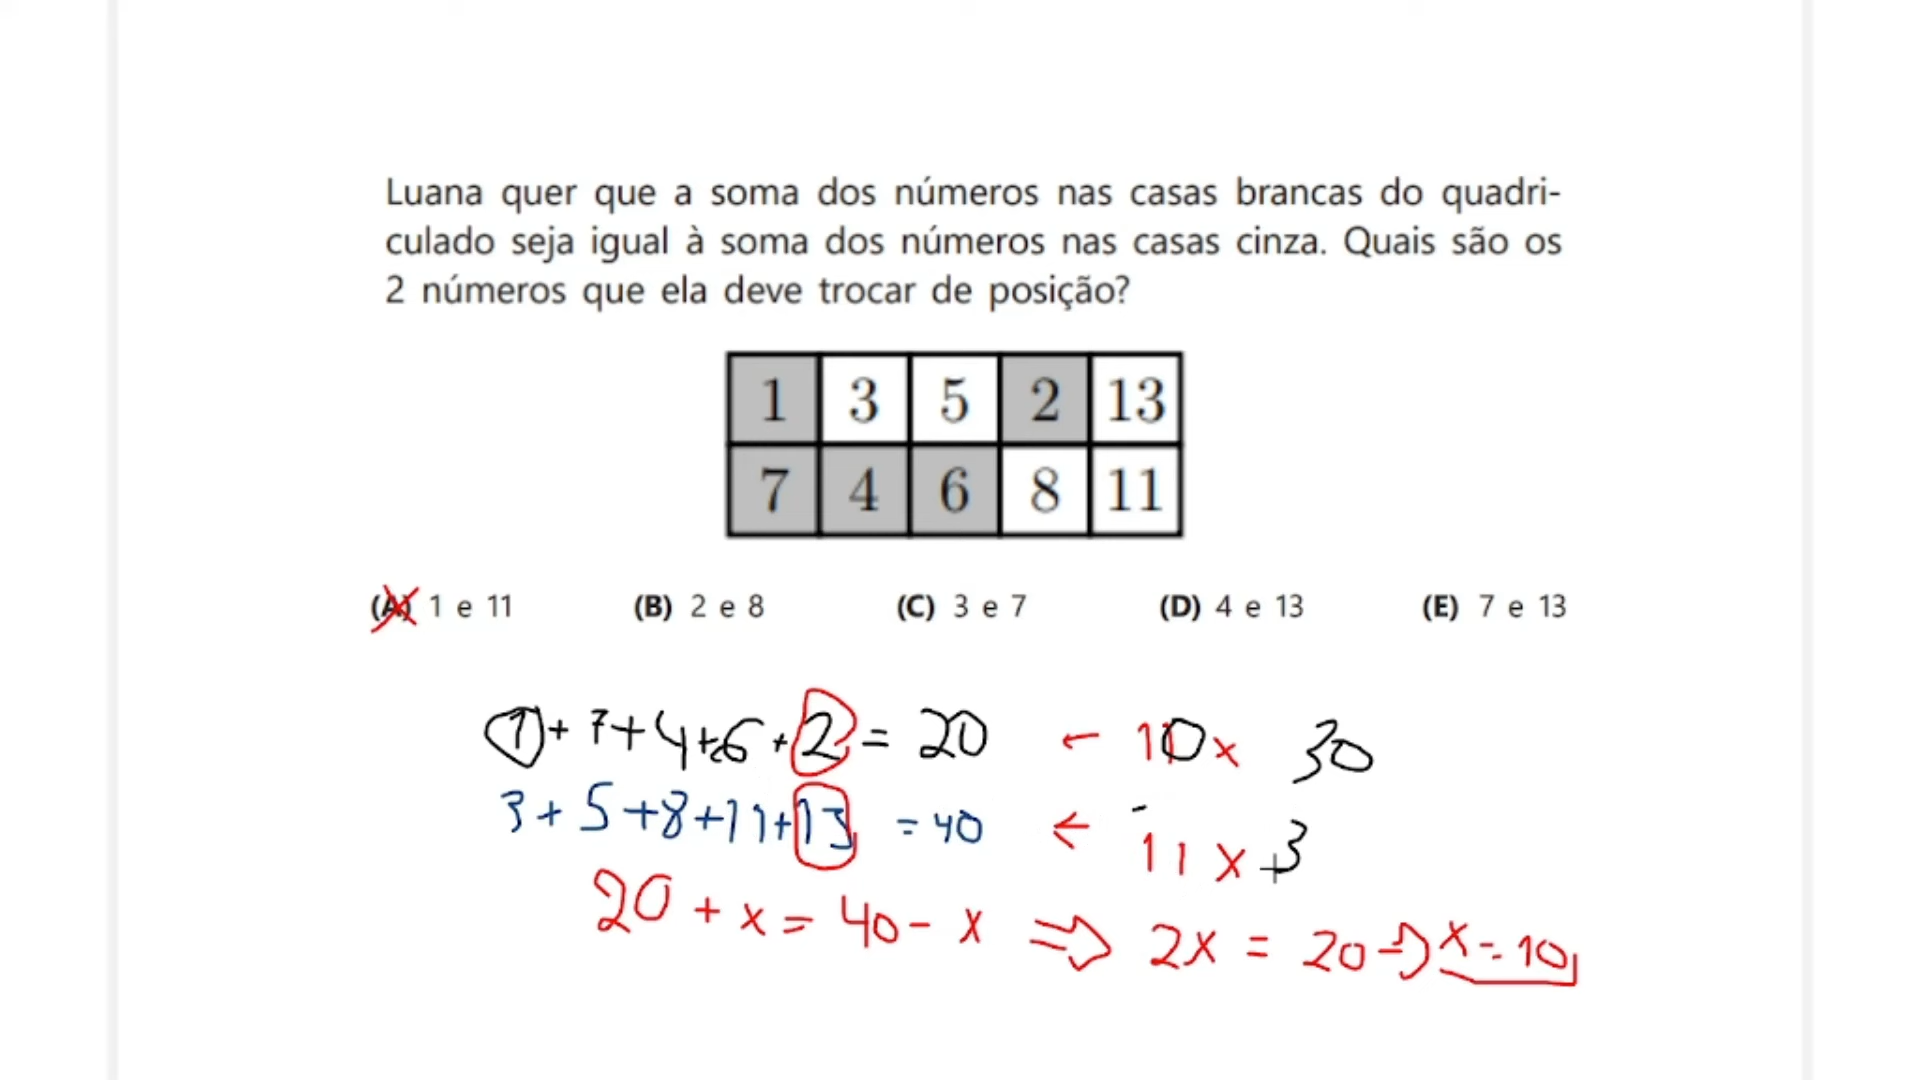 Luana quer que a soma dos números nas casas brancas do quadri-
culado seja igual à soma dos números nas casas cinza. Quais são os
2 números que ela deve trocar de posição?
1 3 5 2 13
7 4 6 8 11
(A) 1 e 11 (B) 2 e 8 (C) 3 e 7 (D) 4 e 13 (E) 7 e 13
1 + 7 + 4 + 6 + 2 = 20 ← 10x 30
3 + 5 + 8 + 11 + 13 = 40 ← 11 x 3
20 + x = 40 - x ⇒ 2x = 20 ⇒ x = 10